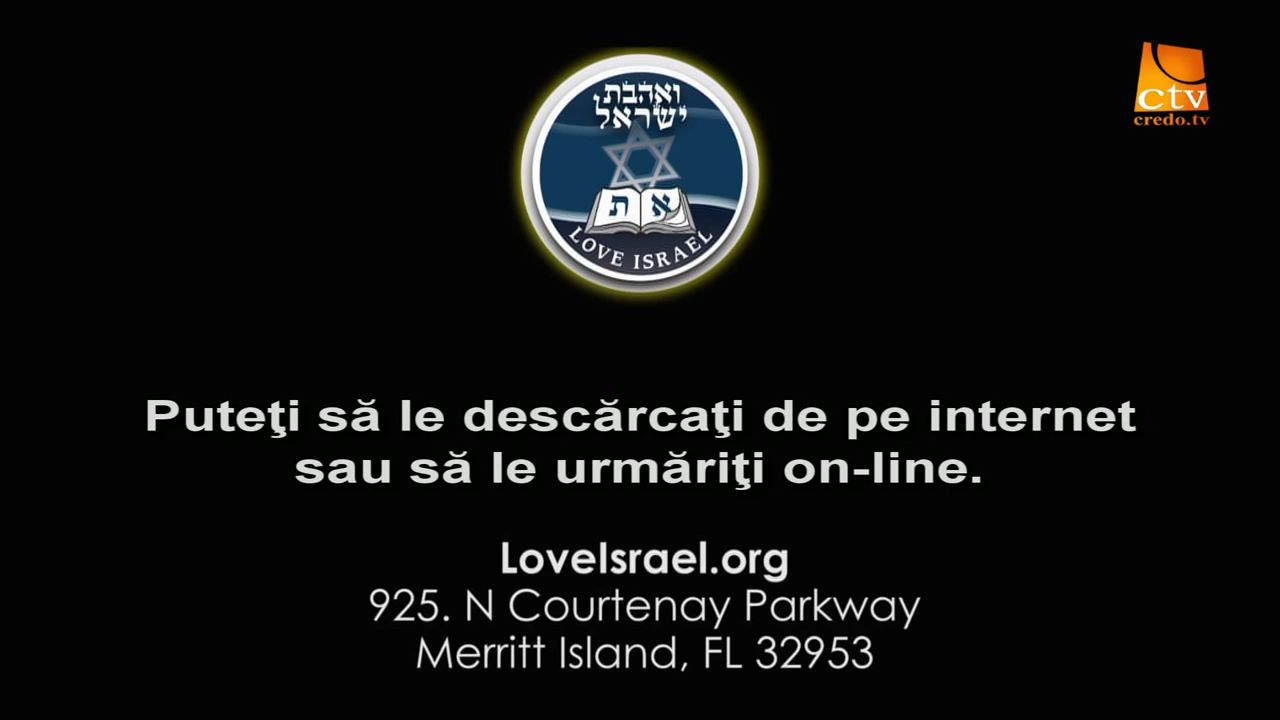 ואהבת
ישראל
ת א
LOVE ISRAEL
ctv
credo.tv
Puteţi să le descărcaţi de pe internet
sau să le urmăriţi on-line.
LoveIsrael.org
925. N Courtenay Parkway
Merritt Island, FL 32953